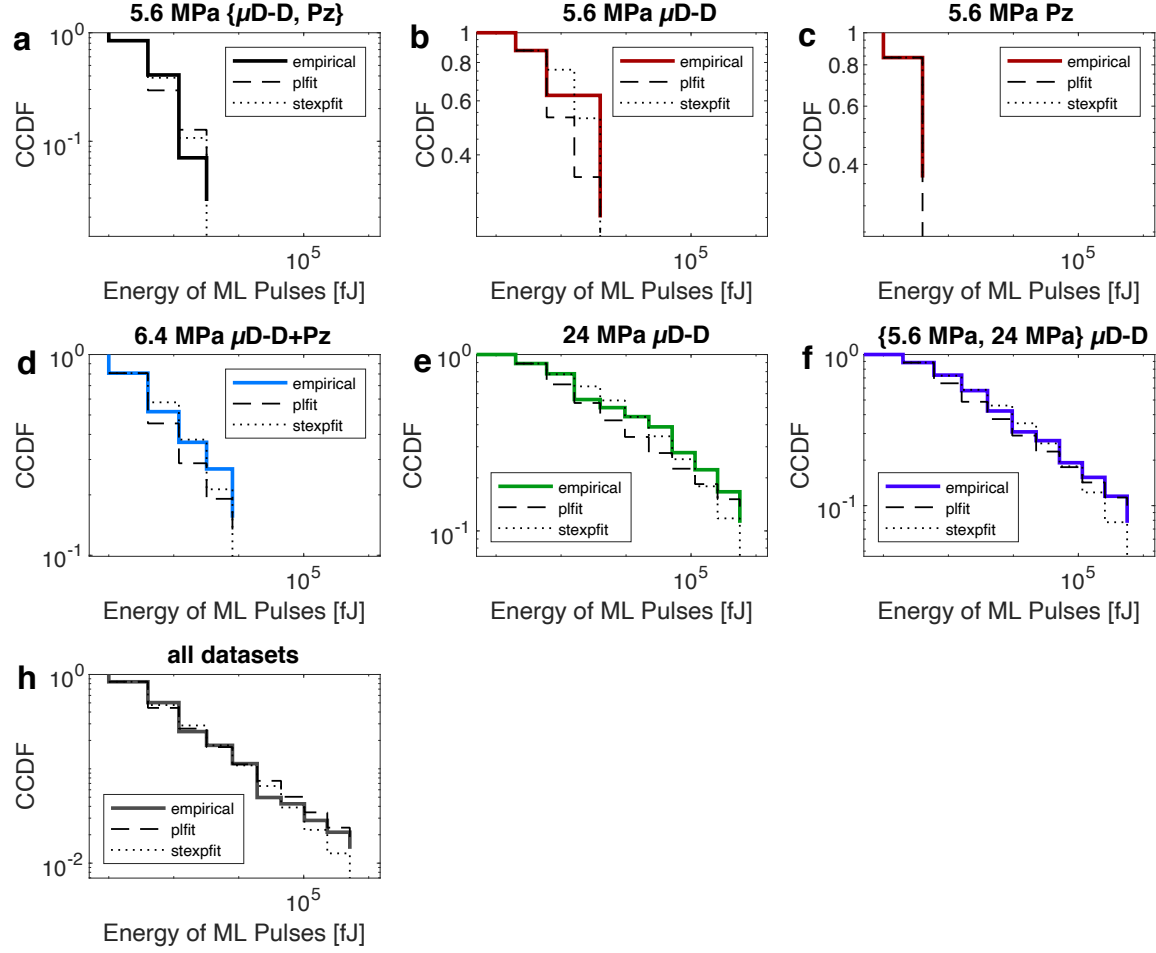 a
5.6 MPa {μD-D, Pz}
10^0
10^-1
CCDF
empirical
plfit
stexpfit
10^5
Energy of ML Pulses [fJ]
b
5.6 MPa μD-D
1
0.8
0.6
0.4
CCDF
empirical
plfit
stexpfit
10^5
Energy of ML Pulses [fJ]
c
5.6 MPa Pz
1
0.8
0.6
0.4
CCDF
empirical
plfit
stexpfit
10^5
Energy of ML Pulses [fJ]
d
6.4 MPa μD-D+Pz
10^0
10^-1
CCDF
empirical
plfit
stexpfit
10^5
Energy of ML Pulses [fJ]
e
24 MPa μD-D
10^0
10^-1
CCDF
empirical
plfit
stexpfit
10^5
Energy of ML Pulses [fJ]
f
{5.6 MPa, 24 MPa} μD-D
10^0
10^-1
CCDF
empirical
plfit
stexpfit
10^5
Energy of ML Pulses [fJ]
h
all datasets
10^0
10^-2
CCDF
empirical
plfit
stexpfit
10^5
Energy of ML Pulses [fJ]